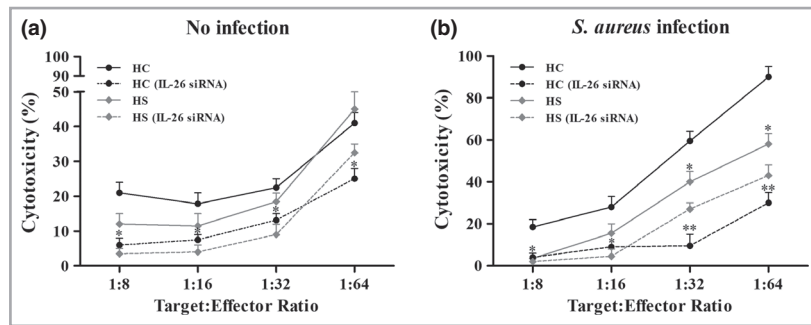 (a) No infection
100
90
50
40
30
20
10
0
Cytotoxicity (%)
HC
HC (IL-26 siRNA)
HS
HS (IL-26 siRNA)
* * * *
1:8 1:16 1:32 1:64
Target:Effector Ratio
(b) S. aureus infection
100
80
60
40
20
0
Cytotoxicity (%)
HC
HC (IL-26 siRNA)
HS
HS (IL-26 siRNA)
* * * ** * **
1:8 1:16 1:32 1:64
Target:Effector Ratio